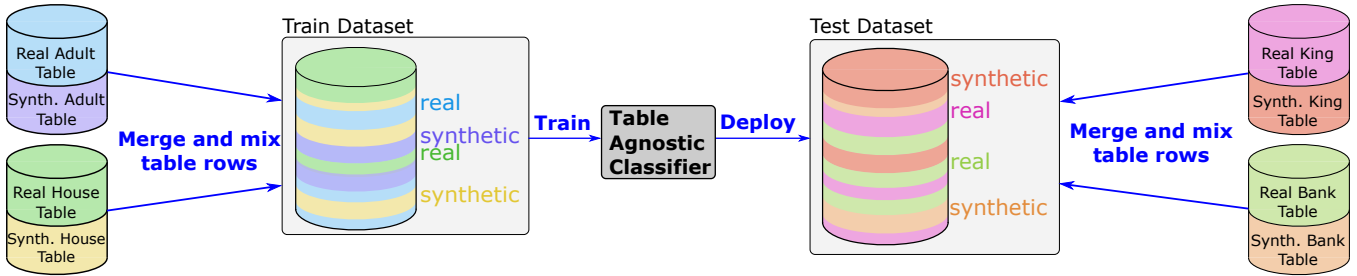 Real Adult
Table
Synth. Adult
Table
Real House
Table
Synth. House
Table
Merge and mix
table rows
Train Dataset
real
synthetic
real
synthetic
Train
Table
Agnostic
Classifier
Deploy
Test Dataset
synthetic
real
real
synthetic
Merge and mix
table rows
Real King
Table
Synth. King
Table
Real Bank
Table
Synth. Bank
Table